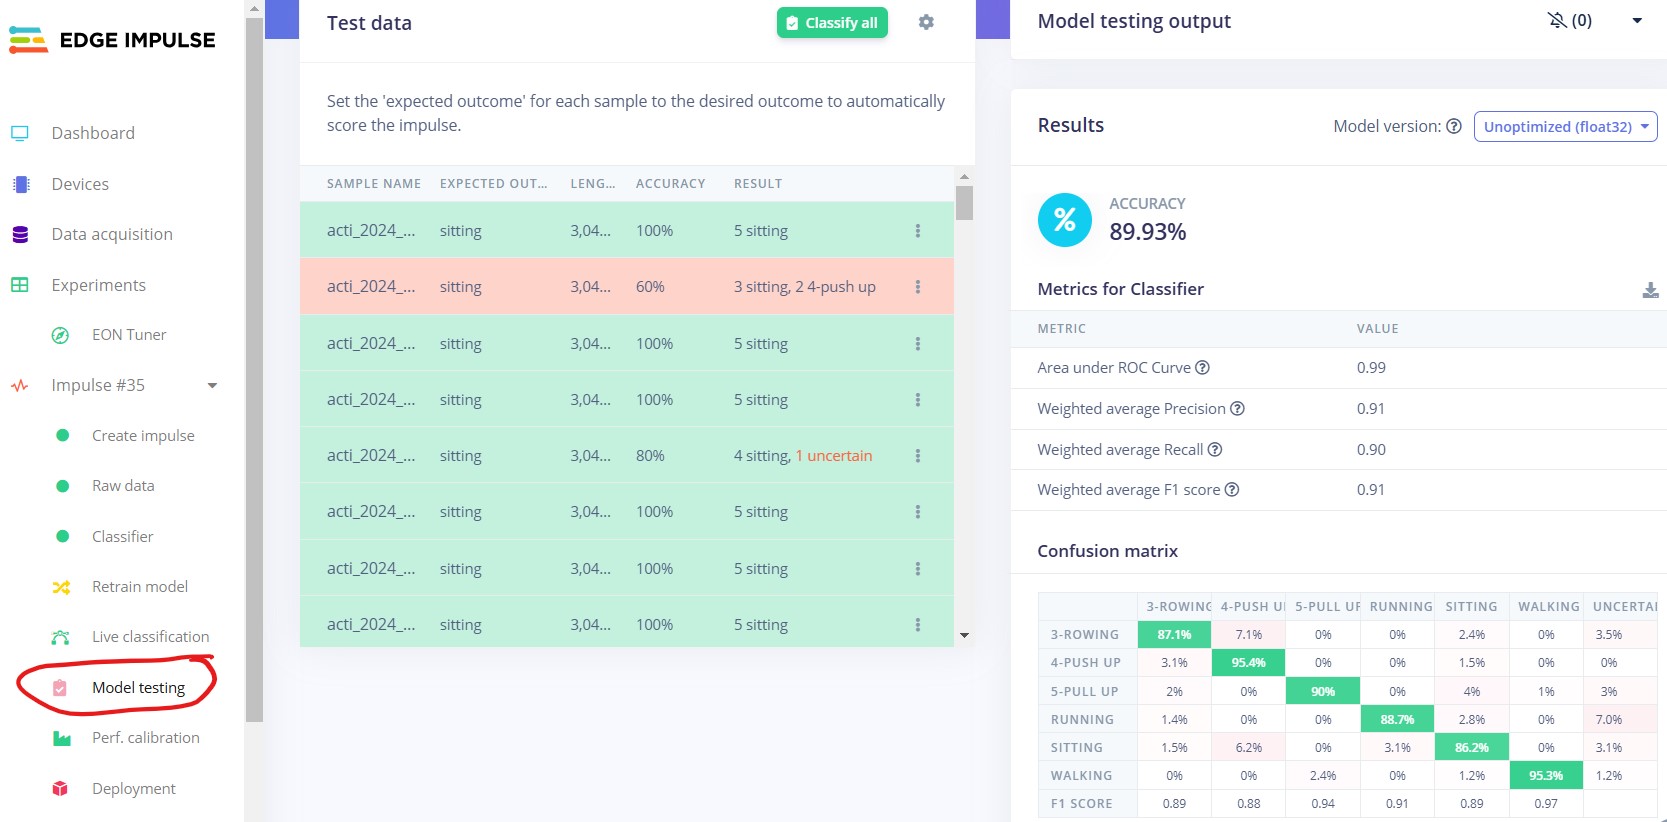 EDGE IMPULSE
Dashboard
Devices
Data acquisition
Experiments
EON Tuner
Impulse #35
Create impulse
Raw data
Classifier
Retrain model
Live classification
Model testing
Perf. calibration
Deployment
Test data
Classify all
Set the 'expected outcome' for each sample to the desired outcome to automatically
score the impulse.
SAMPLE NAME EXPECTED OUT... LENG... ACCURACY RESULT
acti_2024_... sitting 3,04... 100% 5 sitting
acti_2024_... sitting 3,04... 60% 3 sitting, 2 4-push up
acti_2024_... sitting 3,04... 100% 5 sitting
acti_2024_... sitting 3,04... 100% 5 sitting
acti_2024_... sitting 3,04... 80% 4 sitting, 1 uncertain
acti_2024_... sitting 3,04... 100% 5 sitting
acti_2024_... sitting 3,04... 100% 5 sitting
acti_2024_... sitting 3,04... 100% 5 sitting
Model testing output
(0)
Results
Model version: Unoptimized (float32)
%
ACCURACY
89.93%
Metrics for Classifier
METRIC VALUE
Area under ROC Curve 0.99
Weighted average Precision 0.91
Weighted average Recall 0.90
Weighted average F1 score 0.91
Confusion matrix
3-ROWING 4-PUSH U 5-PULL UP RUNNING SITTING WALKING UNCERTAI
3-ROWING 87.1% 7.1% 0% 0% 2.4% 0% 3.5%
4-PUSH UP 3.1% 95.4% 0% 0% 1.5% 0% 0%
5-PULL UP 2% 0% 90% 0% 4% 1% 3%
RUNNING 1.4% 0% 0% 88.7% 2.8% 0% 7.0%
SITTING 1.5% 6.2% 0% 3.1% 86.2% 0% 3.1%
WALKING 0% 0% 2.4% 0% 1.2% 95.3% 1.2%
F1 SCORE 0.89 0.88 0.94 0.91 0.89 0.97